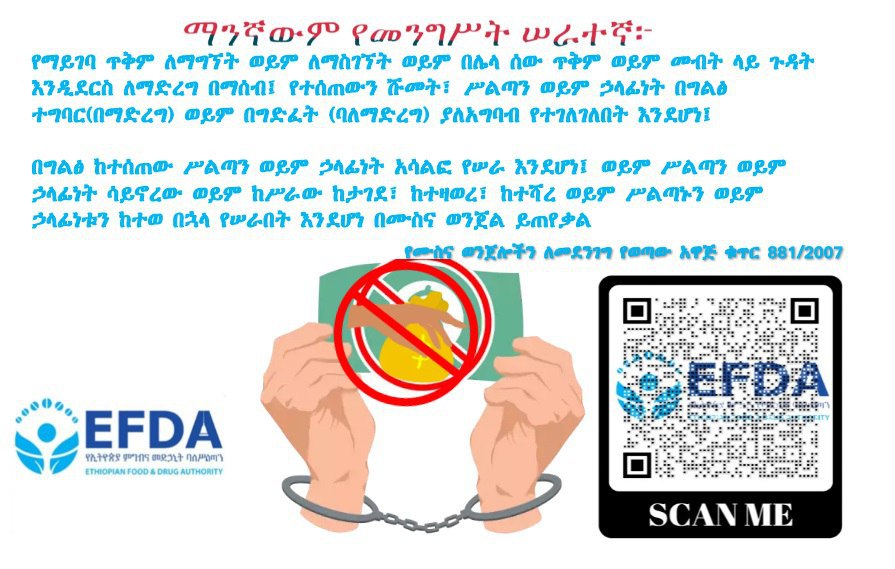 ማንኛውም የመንግሥት ሠራተኛ፡-
የማይገባ ጥቅም ለማግኘት ወይም ለማስገኘት ወይም በሌላ ሰው ጥቅም ወይም መብት ላይ ጉዳት
እንዲደርስ ለማድረግ በማሰብ፤ የተሰጠውን ሹመት፣ ሥልጣን ወይም ኃላፊነት በግልፅ
ተግባር(በማድረግ) ወይም በግድፈት (ባለማድረግ) ያለአግባብ የተገለገለበት እንደሆነ፤
በግልፅ ከተሰጠው ሥልጣን ወይም ኃላፊነት አሳልፎ የሠራ እንደሆነ፤ ወይም ሥልጣን ወይም
ኃላፊነት ሳይኖረው ወይም ከሥራው ከታገደ፣ ከተዛወረ፣ ከተሻረ ወይም ሥልጣኑን ወይም
ኃላፊነቱን ከተወ በኋላ የሠራበት እንደሆነ በሙስና ወንጀል ይጠየቃል
የሙስና ወንጀሎችን ለመደንገግ የወጣው አዋጅ ቁጥር 881/2007
EFDA
የኢትዮጵያ ምግብና መድኃኒት ባለሥልጣን
ETHIOPIAN FOOD & DRUG AUTHORITY
EFDA
SCAN ME